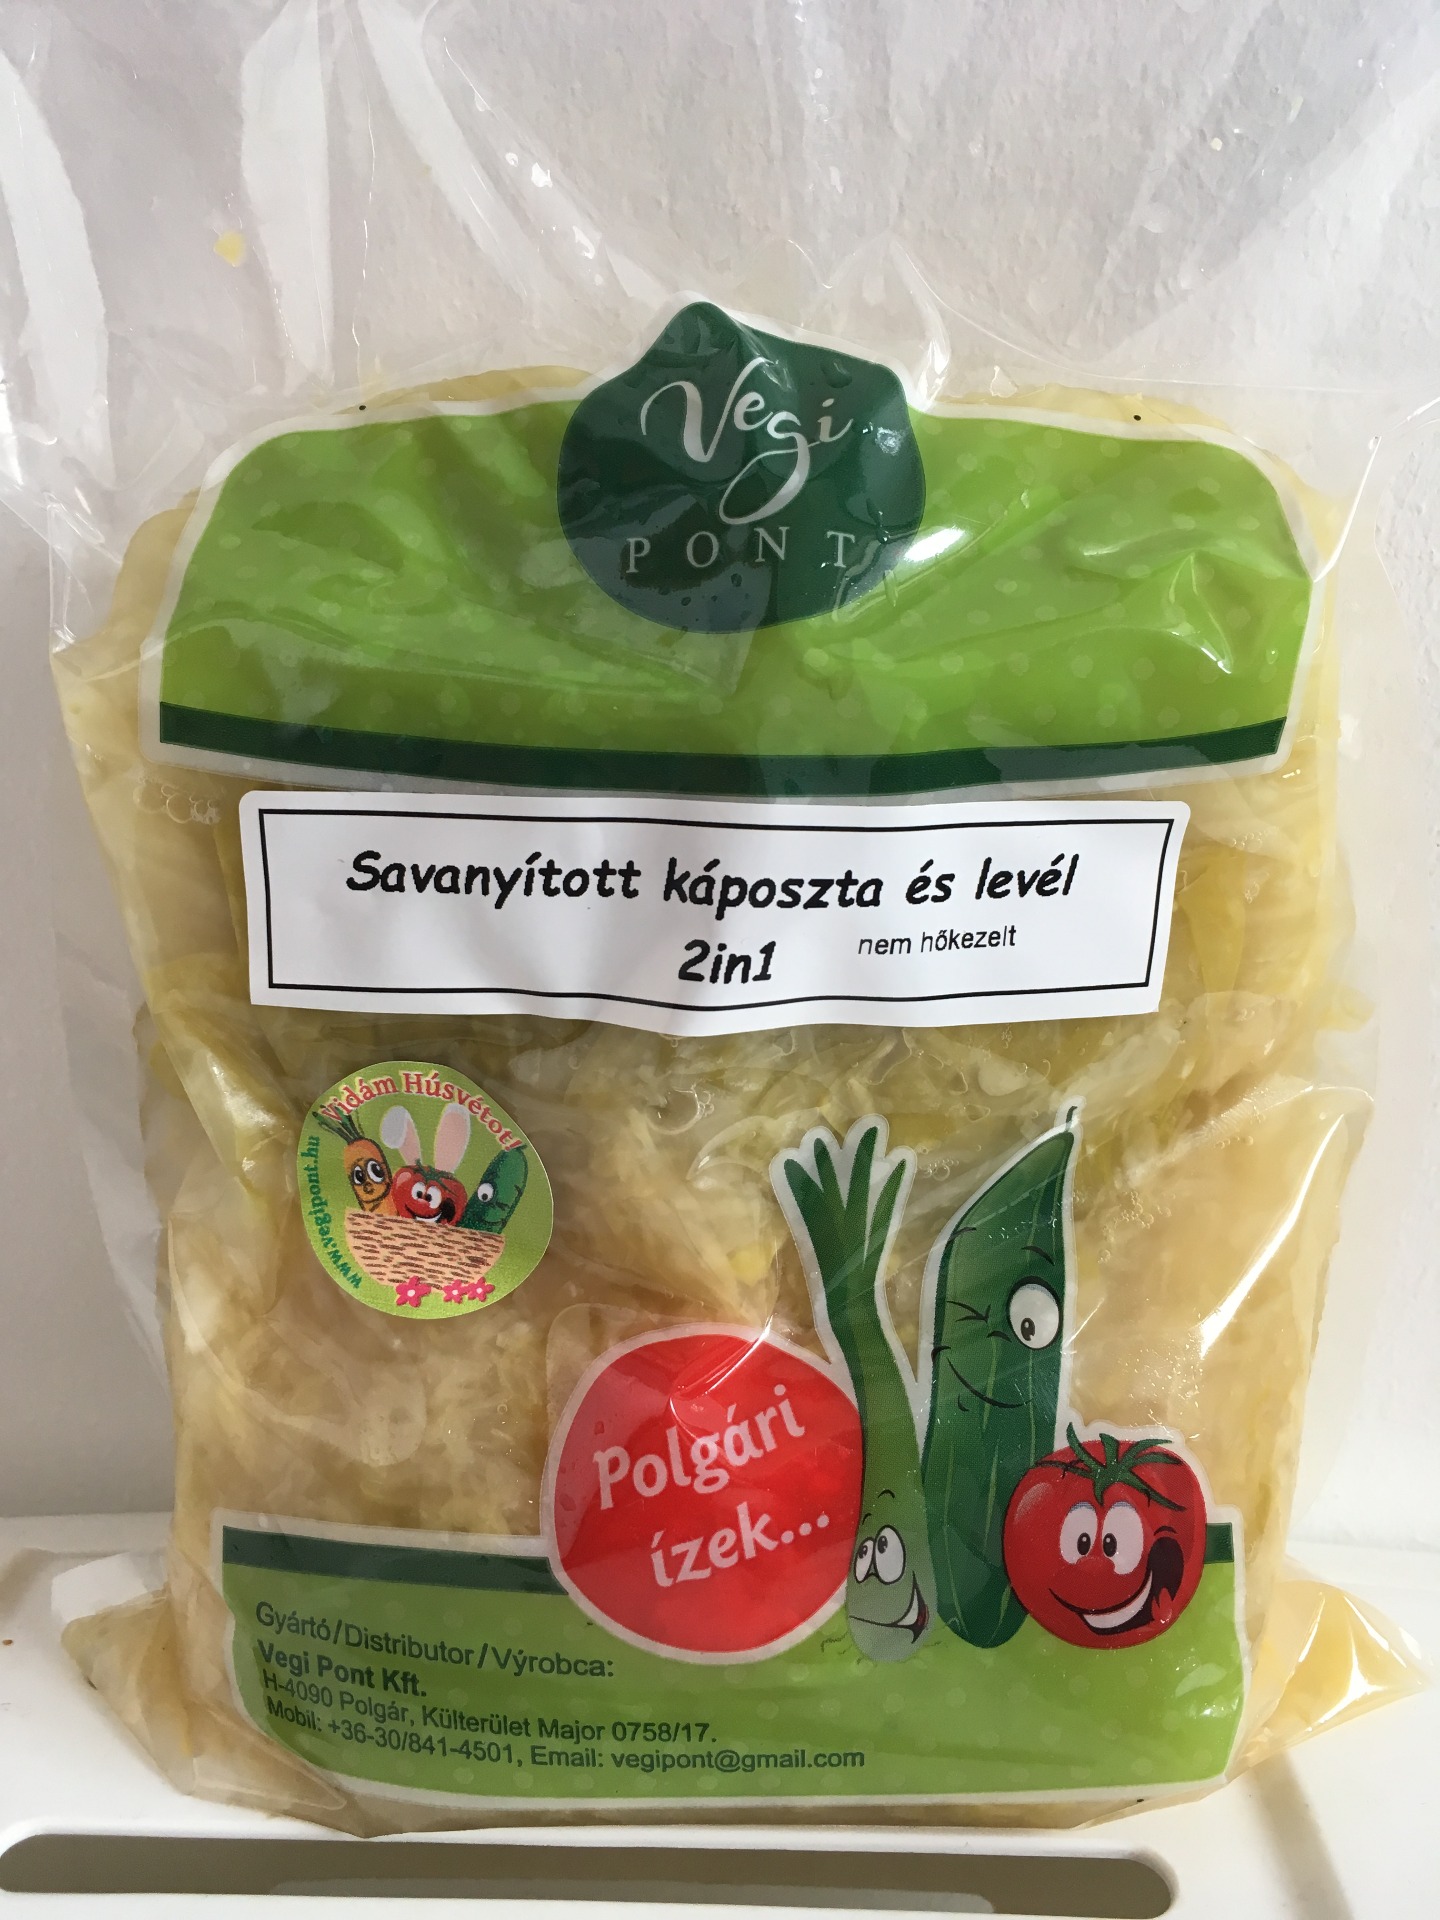 Vegi
PONT
Savanyított káposzta és levél
2in1 nem hőkezelt
Vidám Húsvétot!
www.vegipont.hu
Polgári
ízek...
Gyártó/Distributor/Výrobca:
Vegi Pont Kft.
H-4090 Polgár, Külterület Major 0758/17.
Mobil: +36-30/841-4501, Email: vegipont@gmail.com